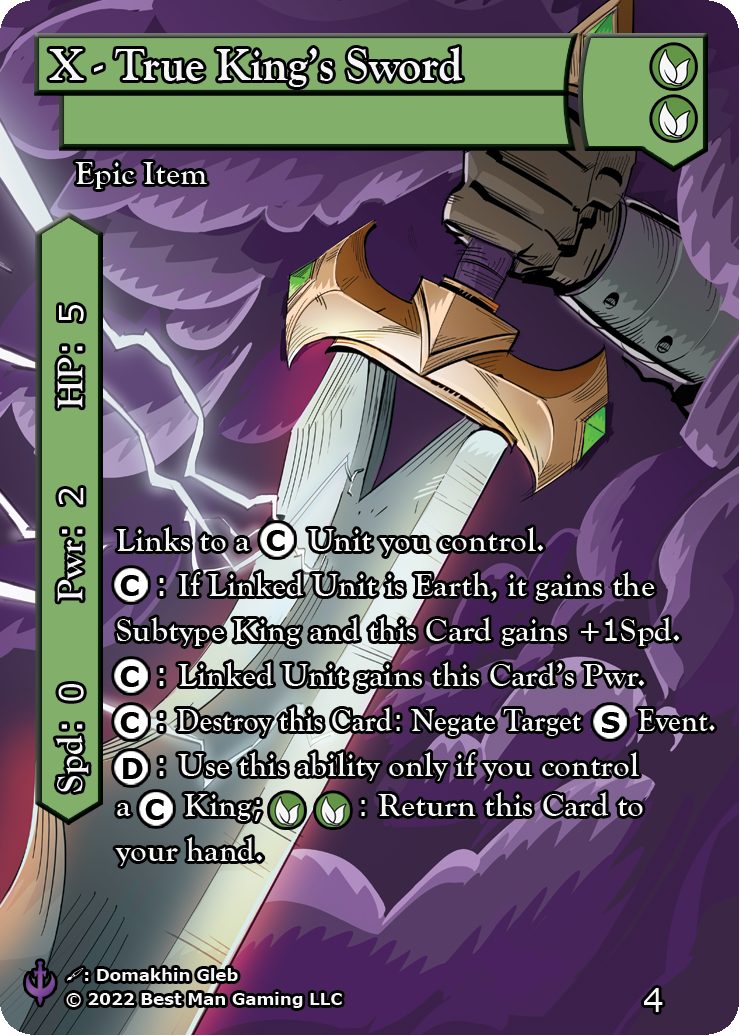 X - True King's Sword
Epic Item
HP: 5
Pwr: 2
Spd: 0
Links to a C Unit you control.
C : If Linked Unit is Earth, it gains the
Subtype King and this Card gains +1Spd.
C : Linked Unit gains this Card's Pwr.
C : Destroy this Card: Negate Target S Event.
D : Use this ability only if you control
a C King; : Return this Card to
your hand.
: Domakhin Gleb
© 2022 Best Man Gaming LLC
4